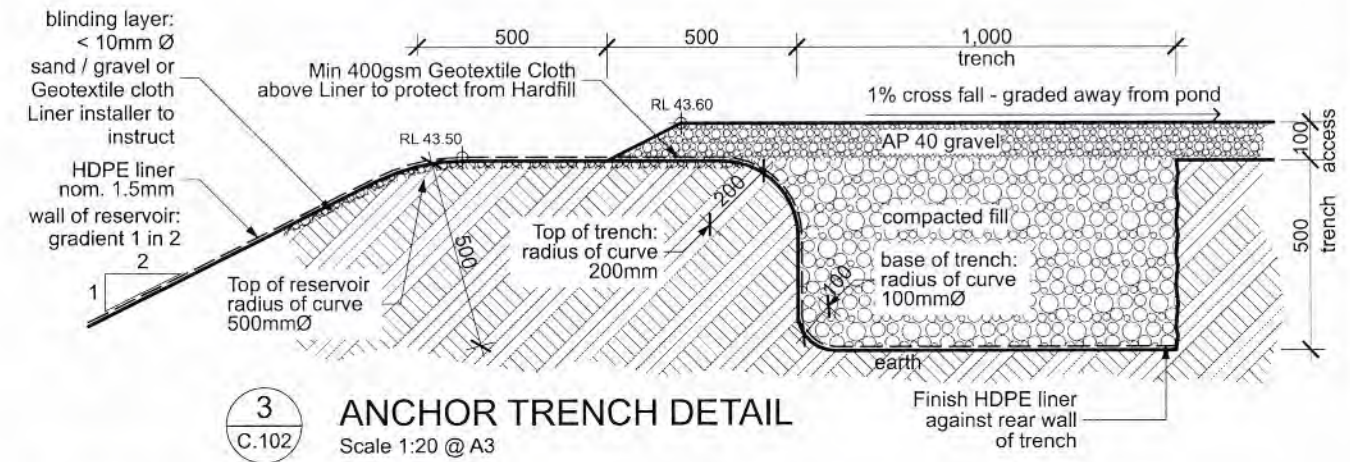 blinding layer:
< 10mm Ø
sand / gravel or
Geotextile cloth
Liner installer to
instruct
HDPE liner
nom. 1.5mm
wall of reservoir:
gradient 1 in 2
2
1
500
500
1,000
trench
Min 400gsm Geotextile Cloth
above Liner to protect from Hardfill
RL 43.60
RL 43.50
1% cross fall - graded away from pond
AP 40 gravel
100
access
500
trench
200
Top of trench:
radius of curve
200mm
500
Top of reservoir
radius of curve
500mmØ
compacted fill
base of trench:
radius of curve
100mmØ
100
earth
Finish HDPE liner
against rear wall
of trench
3
C.102
ANCHOR TRENCH DETAIL
Scale 1:20 @ A3